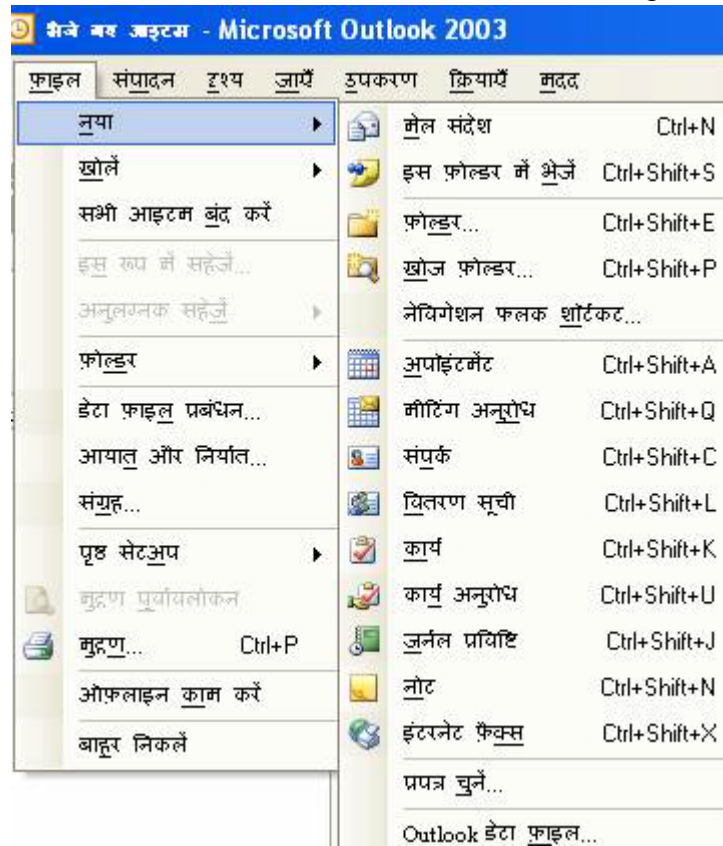 भेजे गए आइटम - Microsoft Outlook 2003
फ़ाइल संपादन दृश्य जाएँ उपकरण क्रियाएँ मदद
नया
खोलें
सभी आइटम बंद करें
इस रूप में सहेजें...
अनुलग्नक सहेजें
फ़ोल्डर
डेटा फ़ाइल प्रबंधन...
आयात और निर्यात...
संग्रह...
पृष्ठ सेटअप
मुद्रण पूर्वावलोकन
मुद्रण... Ctrl+P
ऑफ़लाइन काम करें
बाहर निकलें
मेल संदेश Ctrl+N
इस फ़ोल्डर में भेजें Ctrl+Shift+S
फ़ोल्डर... Ctrl+Shift+E
खोज फ़ोल्डर... Ctrl+Shift+P
नेविगेशन फलक शॉर्टकट...
अपॉइंटमेंट Ctrl+Shift+A
मीटिंग अनुरोध Ctrl+Shift+Q
संपर्क Ctrl+Shift+C
वितरण सूची Ctrl+Shift+L
कार्य Ctrl+Shift+K
कार्य अनुरोध Ctrl+Shift+U
जर्नल प्रविष्टि Ctrl+Shift+J
नोट Ctrl+Shift+N
इंटरनेट फ़ैक्स Ctrl+Shift+X
प्रपत्र चुनें...
Outlook डेटा फ़ाइल...